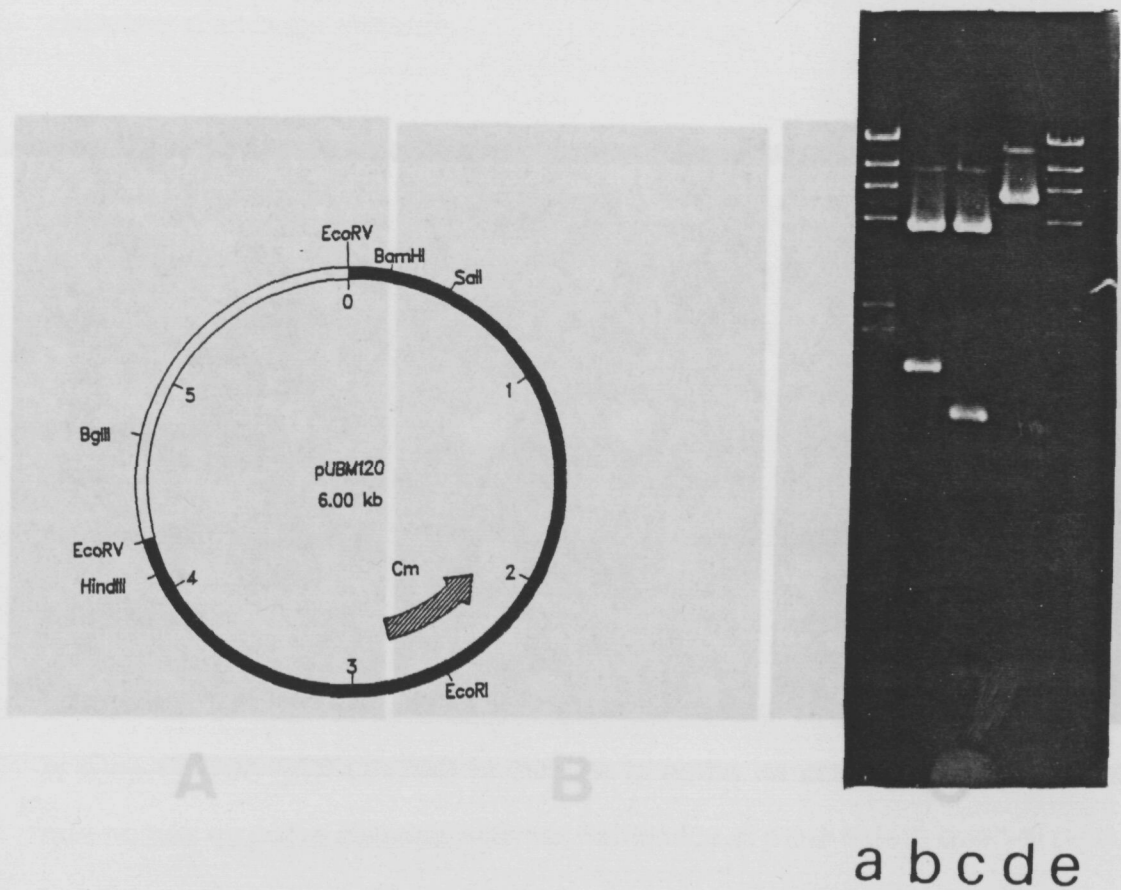 EcoRV
BamHI
SalI
0
1
5
BglII
pUBM120
6.00 kb
EcoRV
HindIII
4
Cm
2
3
EcoRI
A
B
C
a b c d e